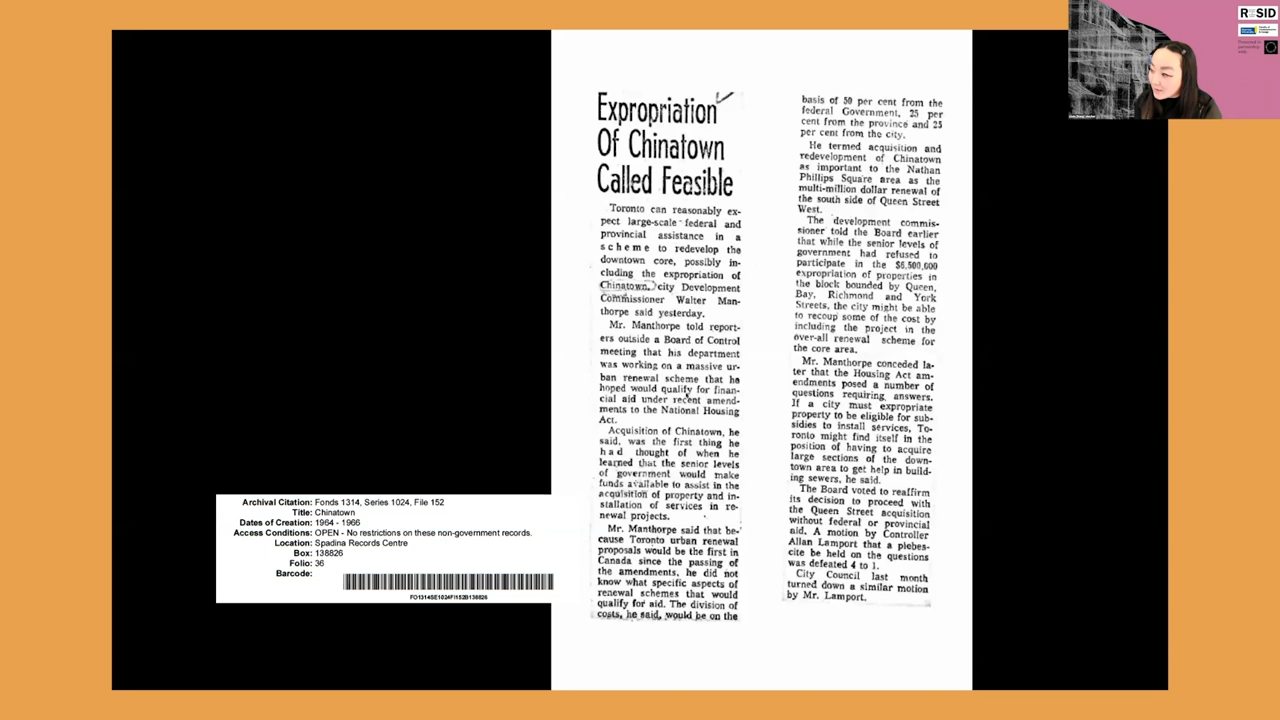 Expropriation
Of Chinatown
Called Feasible
Toronto can reasonably ex-
pect large-scale federal and
provincial assistance in a
scheme to redevelop the
downtown core, possibly in-
cluding the expropriation of
Chinatown, city Development
Commissioner Walter Man-
thorpe said yesterday.
Mr. Manthorpe told report-
ers outside a Board of Control
meeting that his department
was working on a massive ur-
ban renewal scheme that he
hoped would qualify for finan-
cial aid under recent amend-
ments to the National Housing
Act.
Acquisition of Chinatown, he
said, was the first thing he
had thought of when he
learned that the senior levels
of government would make
funds available to assist in the
acquisition of property and in-
stallation of services in re-
newal projects.
Mr. Manthorpe said that be-
cause Toronto urban renewal
proposals would be the first in
Canada since the passing of
the amendments, he did not
know what specific aspects of
renewal schemes that would
qualify for aid. The division of
costs, he said, would be on the
basis of 50 per cent from the
federal Government, 25 per
cent from the province and 25
per cent from the city.
He termed acquisition and
redevelopment of Chinatown
as important to the Nathan
Phillips Square area as the
multi-million dollar renewal of
the south side of Queen Street
West.
The development commis-
sioner told the Board earlier
that while the senior levels of
government had refused to
participate in the $6,500,000
expropriation of properties in
the block bounded by Queen,
Bay, Richmond and York
Streets, the city might be able
to recoup some of the cost by
including the project in the
over-all renewal scheme for
the core area.
Mr. Manthorpe conceded la-
ter that the Housing Act am-
endments posed a number of
questions requiring answers.
If a city must expropriate
property to be eligible for sub-
sidies to install services, To-
ronto might find itself in the
position of having to acquire
large sections of the down-
town area to get help in build-
ing sewers, he said.
The Board voted to reaffirm
its decision to proceed with
the Queen Street acquisition
without federal or provincial
aid. A motion by Controller
Allan Lamport that a plebes-
cite be held on the questions
was defeated 4 to 1.
City Council last month
turned down a similar motion
by Mr. Lamport.
Archival Citation: Fonds 1314, Series 1024, File 152
Title: Chinatown
Dates of Creation: 1964 - 1966
Access Conditions: OPEN - No restrictions on these non-government records.
Location: Spadina Records Centre
Box: 138826
Folio: 36
Barcode:
FD1314SE1024FI152B138826